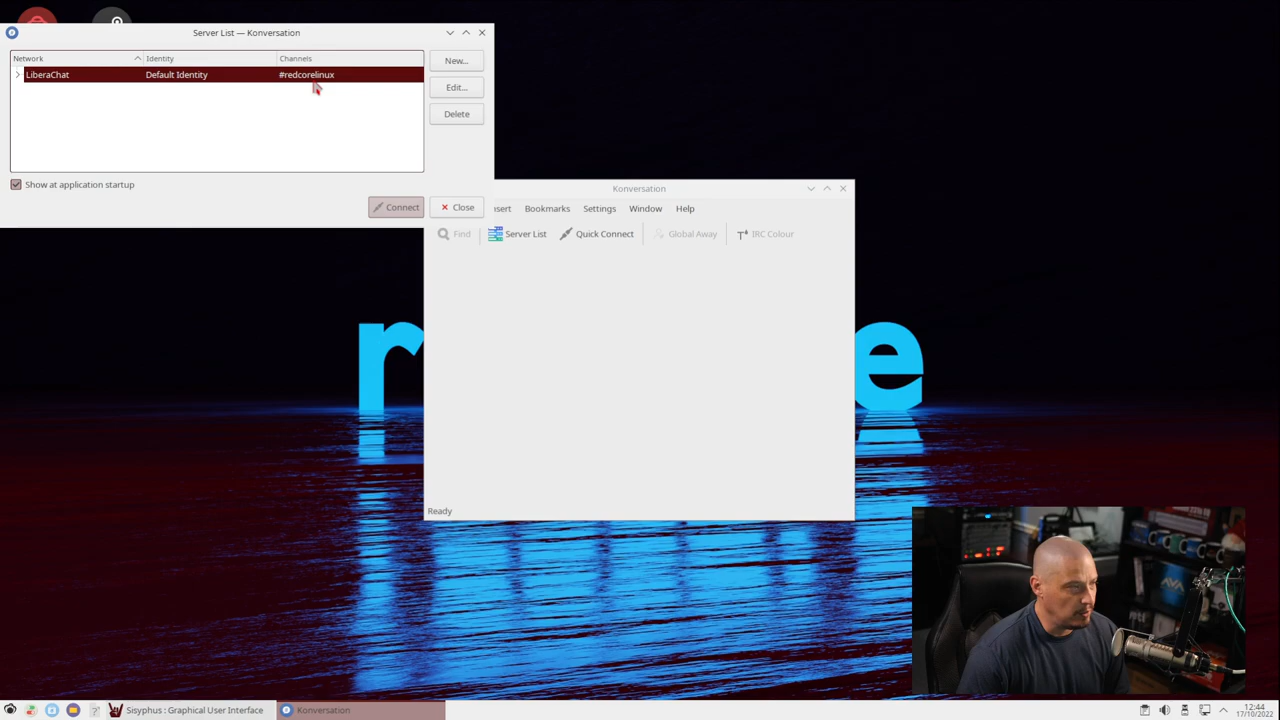 Server List — Konversation
Network Identity Channels
LiberaChat Default Identity #redcorelinux
New...
Edit...
Delete
Show at application startup
Connect Close
Konversation
nsert Bookmarks Settings Window Help
Find Server List Quick Connect Global Away IRC Colour
r e
Ready
Sisyphus : Graphical User Interface
Konversation
12:44
17/10/2022